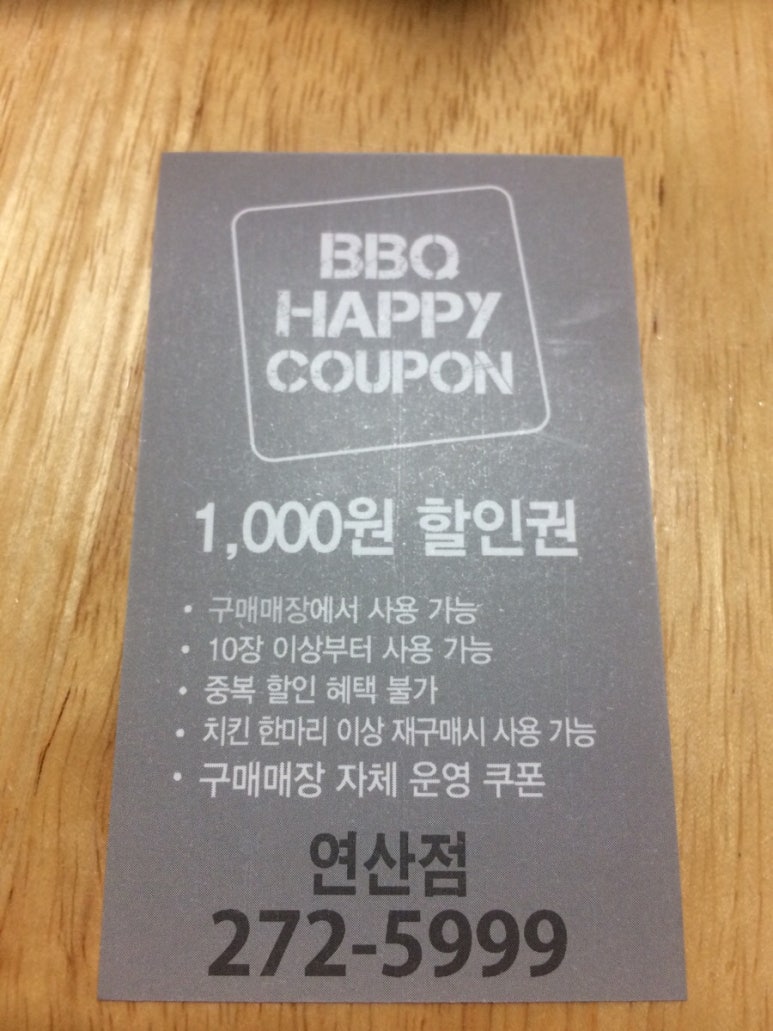 BBQ
HAPPY
COUPON
1,000원 할인권
• 구매매장에서 사용 가능
• 10장 이상부터 사용 가능
• 중복 할인 혜택 불가
• 치킨 한마리 이상 재구매시 사용 가능
• 구매매장 자체 운영 쿠폰
연산점
272-5999